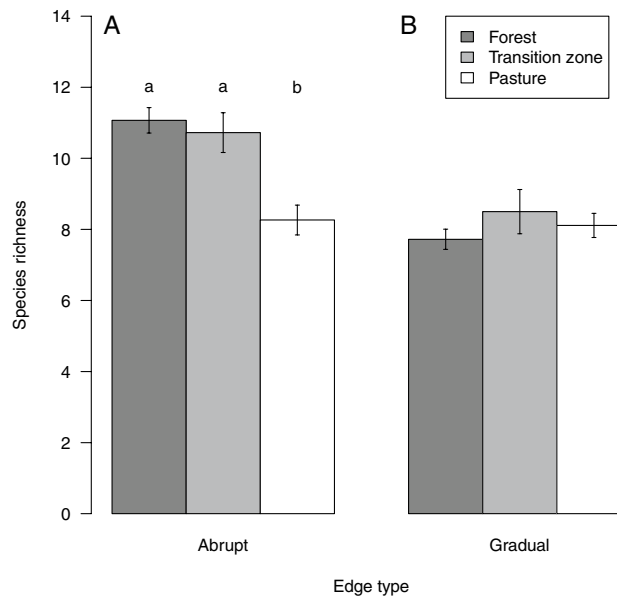 A
B
Forest
Transition zone
Pasture
14
12
10
8
6
4
2
0
Species richness
a
a
b
Abrupt
Gradual
Edge type